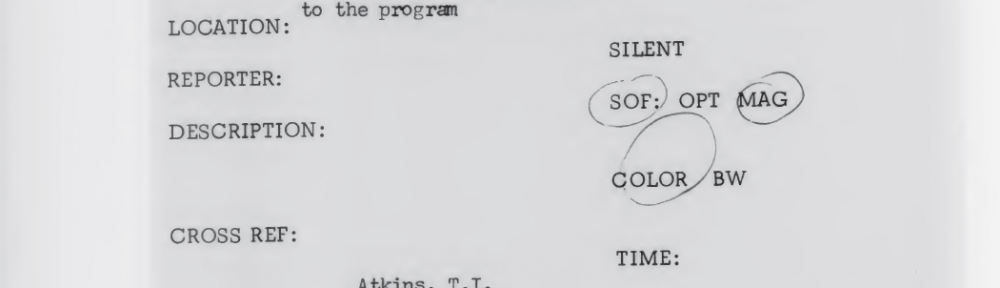 to the program
LOCATION:
SILENT
REPORTER:
SOF: OPT MAG
DESCRIPTION:
COLOR BW
CROSS REF:
TIME:
Atkins, T.I.